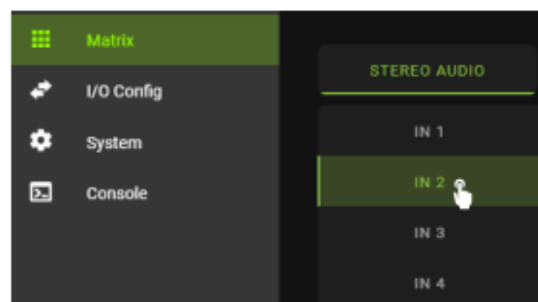 Matrix
I/O Config
System
Console
STEREO AUDIO
IN 1
IN 2
IN 3
IN 4